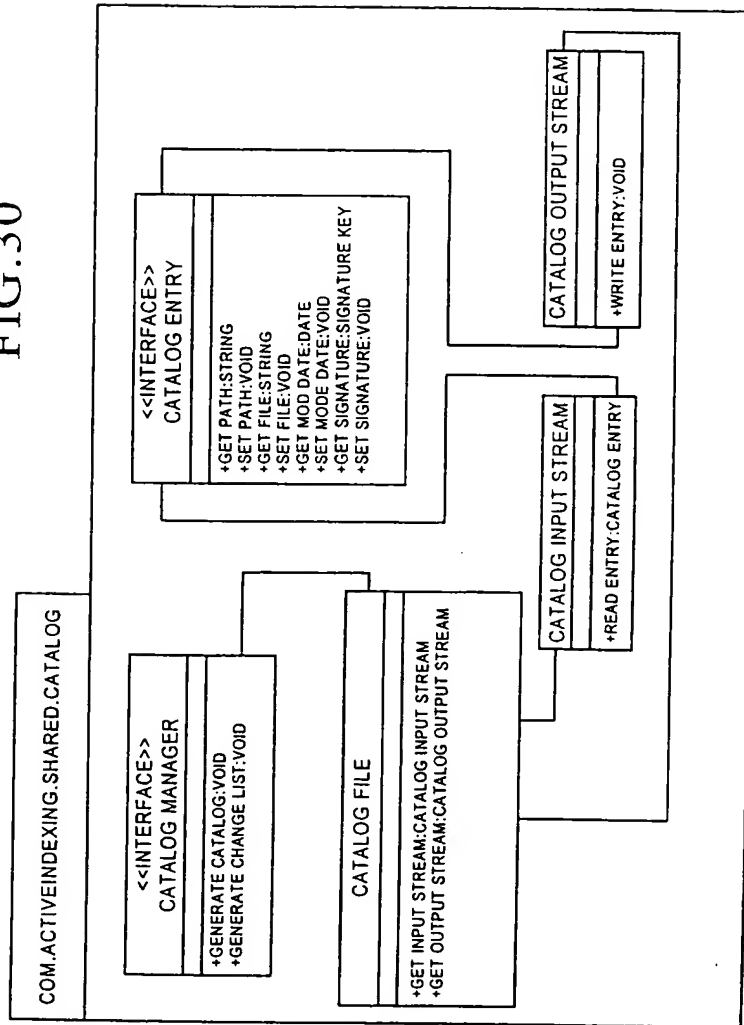 FIG.30
COM.ACTIVEINDEXING.SHARED.CATALOG
<<INTERFACE>>
CATALOG MANAGER
+GENERATE CATALOG:VOID
+GENERATE CHANGE LIST:VOID
<<INTERFACE>>
CATALOG ENTRY
+GET PATH:STRING
+SET PATH:VOID
+GET FILE:STRING
+SET FILE:VOID
+GET MOD DATE:DATE
+SET MODE DATE:VOID
+GET SIGNATURE:SIGNATURE KEY
+SET SIGNATURE:VOID
CATALOG FILE
+GET INPUT STREAM:CATALOG INPUT STREAM
+GET OUTPUT STREAM:CATALOG OUTPUT STREAM
CATALOG INPUT STREAM
+READ ENTRY:CATALOG ENTRY
CATALOG OUTPUT STREAM
+WRITE ENTRY:VOID